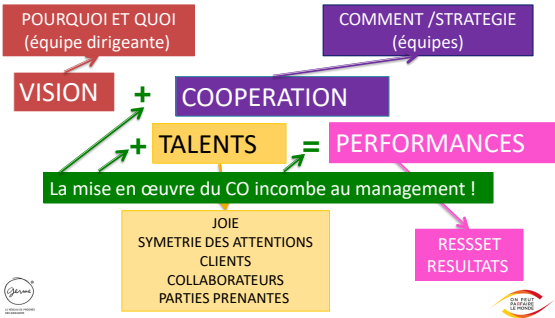 POURQUOI ET QUOI
(équipe dirigeante)
COMMENT /STRATEGIE
(équipes)
VISION
+
COOPERATION
+
TALENTS
=
PERFORMANCES
La mise en œuvre du CO incombe au management !
JOIE
SYMETRIE DES ATTENTIONS
CLIENTS
COLLABORATEURS
PARTIES PRENANTES
RESSSET
RESULTATS
germe
ON PEUT
PARFAIRE
LE MONDE